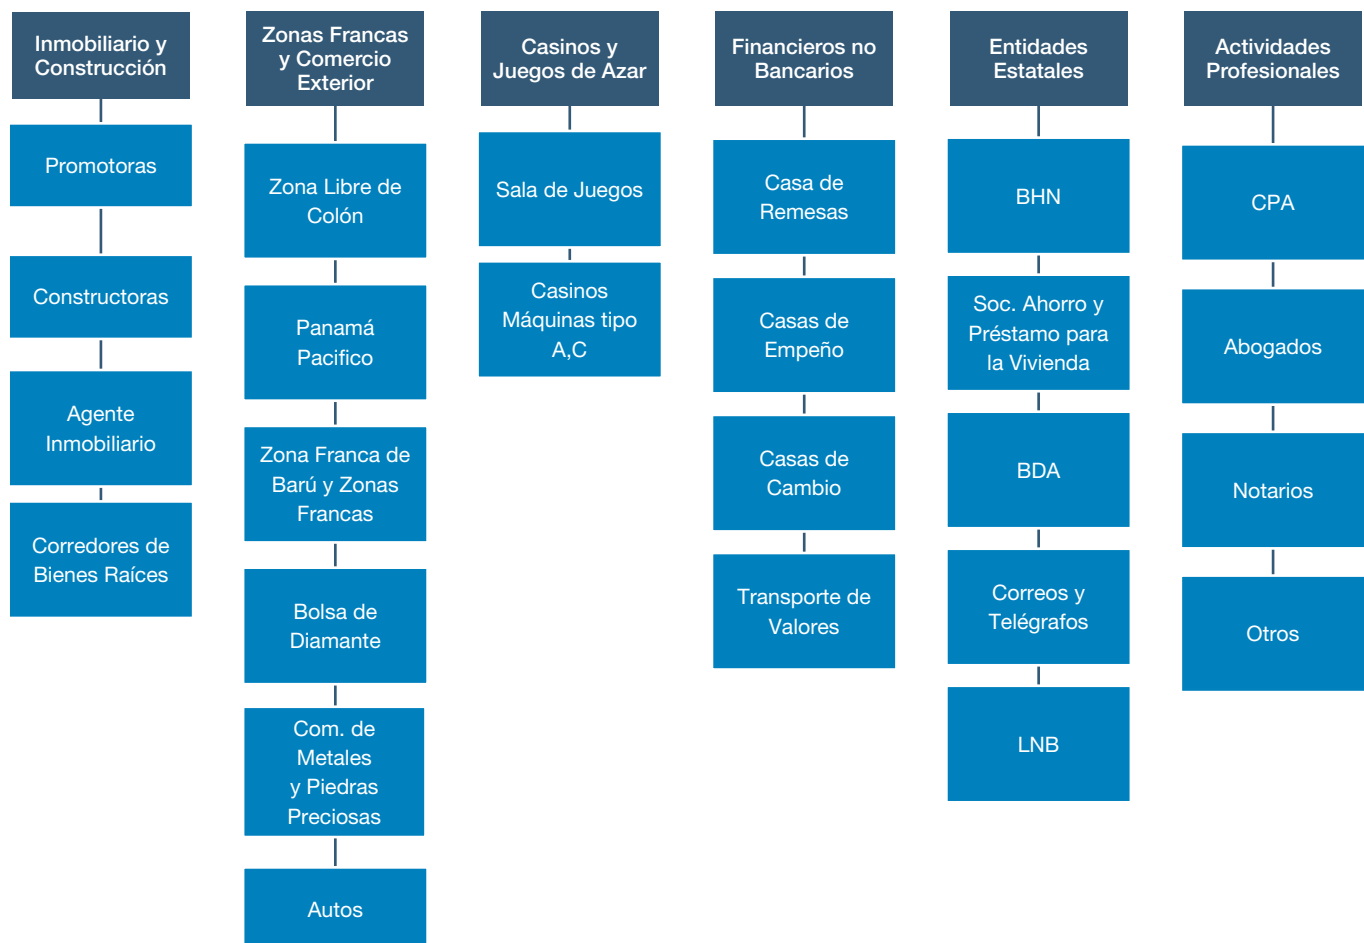 Inmobiliario y
Construcción
Promotoras
Constructoras
Agente
Inmobiliario
Corredores de
Bienes Raíces
Zonas Francas
y Comercio
Exterior
Zona Libre de
Colón
Panamá
Pacifico
Zona Franca de
Barú y Zonas
Francas
Bolsa de
Diamante
Com. de
Metales
y Piedras
Preciosas
Autos
Casinos y
Juegos de Azar
Sala de Juegos
Casinos
Máquinas tipo
A,C
Financieros no
Bancarios
Casa de
Remesas
Casas de
Empeño
Casas de
Cambio
Transporte de
Valores
Entidades
Estatales
BHN
Soc. Ahorro y
Préstamo para
la Vivienda
BDA
Correos y
Telégrafos
LNB
Actividades
Profesionales
CPA
Abogados
Notarios
Otros